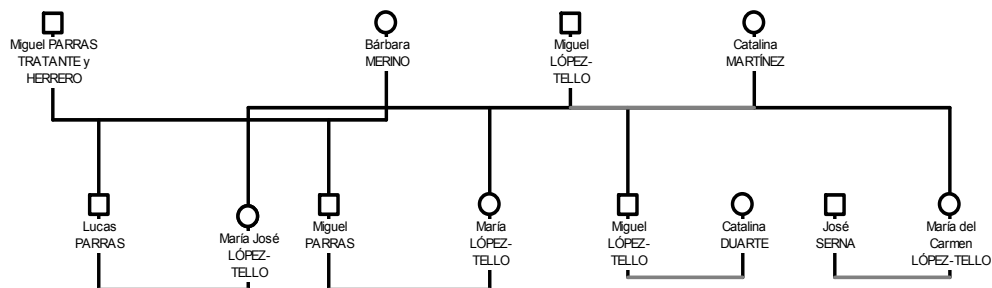 Miguel PARRAS
TRATANTE y
HERRERO
Bárbara
MERINO
Miguel
LÓPEZ-
TELLO
Catalina
MARTÍNEZ
Lucas
PARRAS
María José
LÓPEZ-
TELLO
Miguel
PARRAS
María
LÓPEZ-
TELLO
Miguel
LÓPEZ-
TELLO
Catalina
DUARTE
José
SERNA
María del
Carmen
LÓPEZ-TELLO